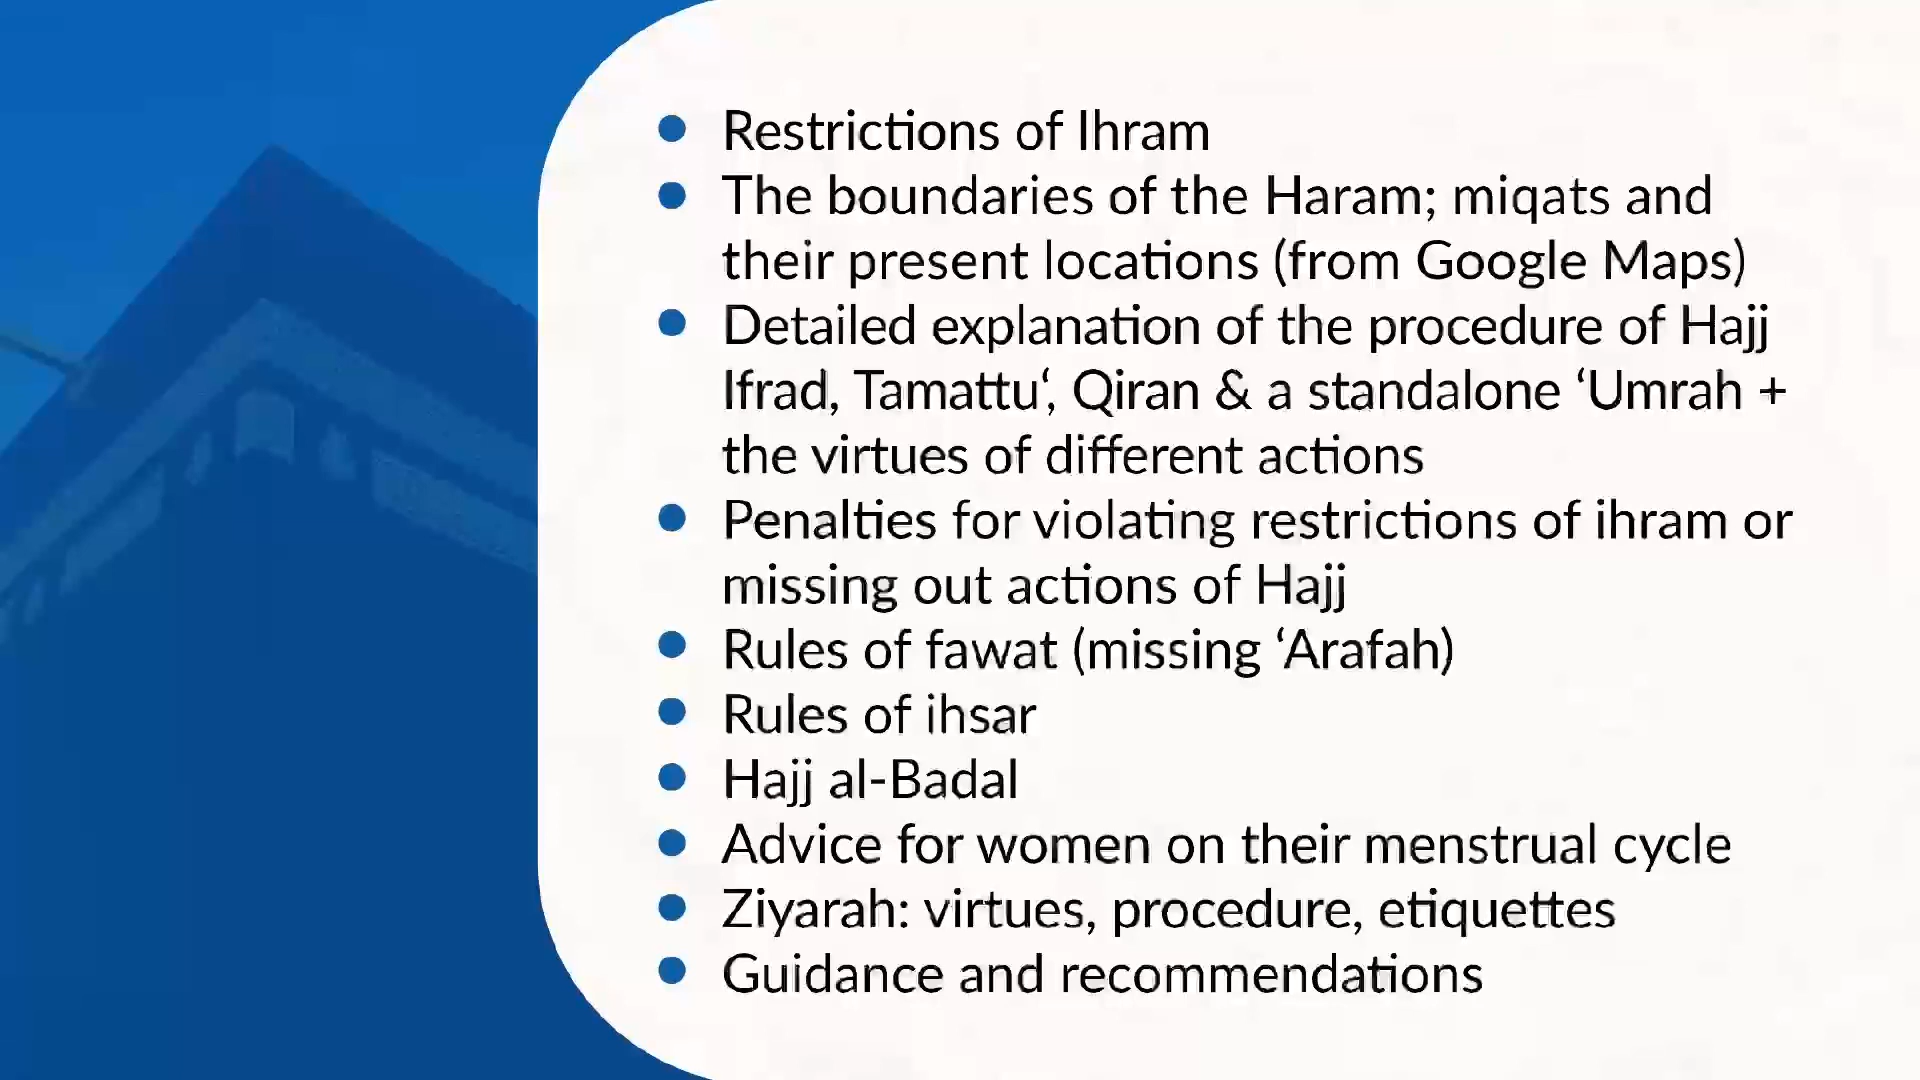 • Restrictions of Ihram
• The boundaries of the Haram; miqats and
their present locations (from Google Maps)
• Detailed explanation of the procedure of Hajj
Ifrad, Tamattu‘, Qiran & a standalone ‘Umrah +
the virtues of different actions
• Penalties for violating restrictions of ihram or
missing out actions of Hajj
• Rules of fawat (missing ‘Arafah)
• Rules of ihsar
• Hajj al-Badal
• Advice for women on their menstrual cycle
• Ziyarah: virtues, procedure, etiquettes
• Guidance and recommendations